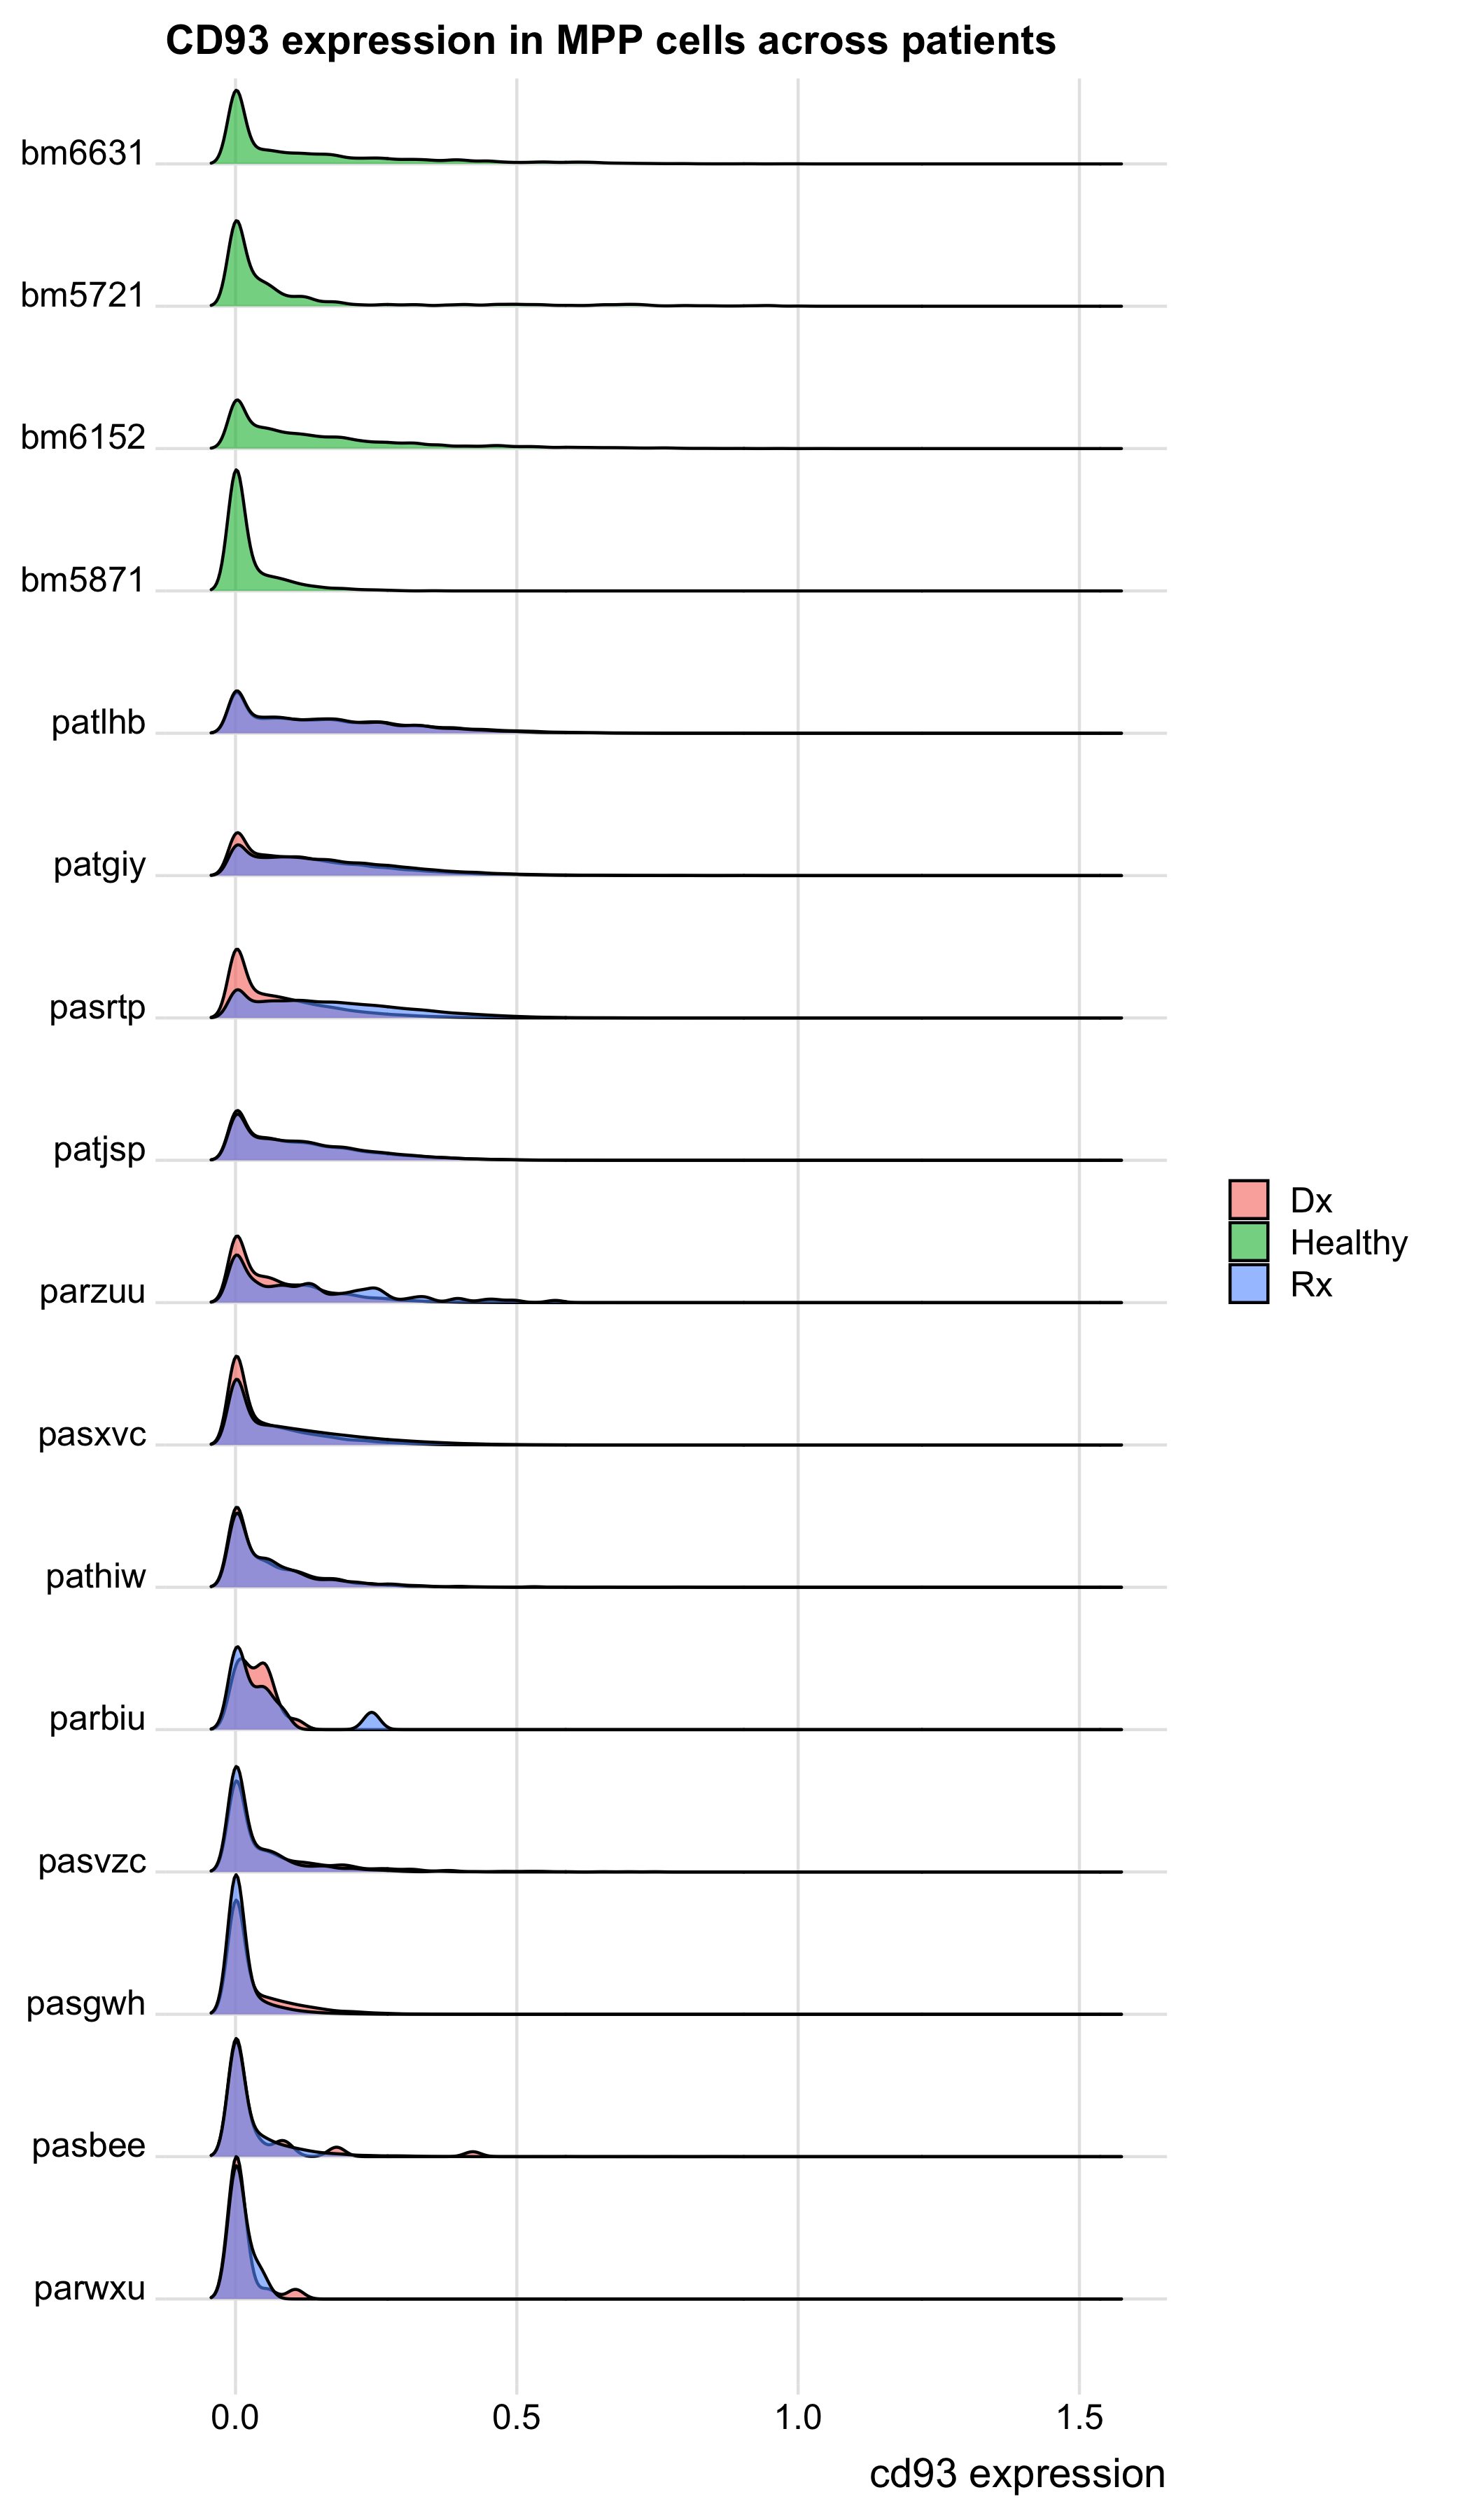 CD93 expression in MPP cells across patients
bm6631
bm5721
bm6152
bm5871
patlhb
patgiy
pasrtp
patjsp
Dx
Healthy
Rx
parzuu
pasxvc
pathiw
parbiu
pasvzc
pasgwh
pasbee
parwxu
0.0 0.5 1.0 1.5
cd93 expression